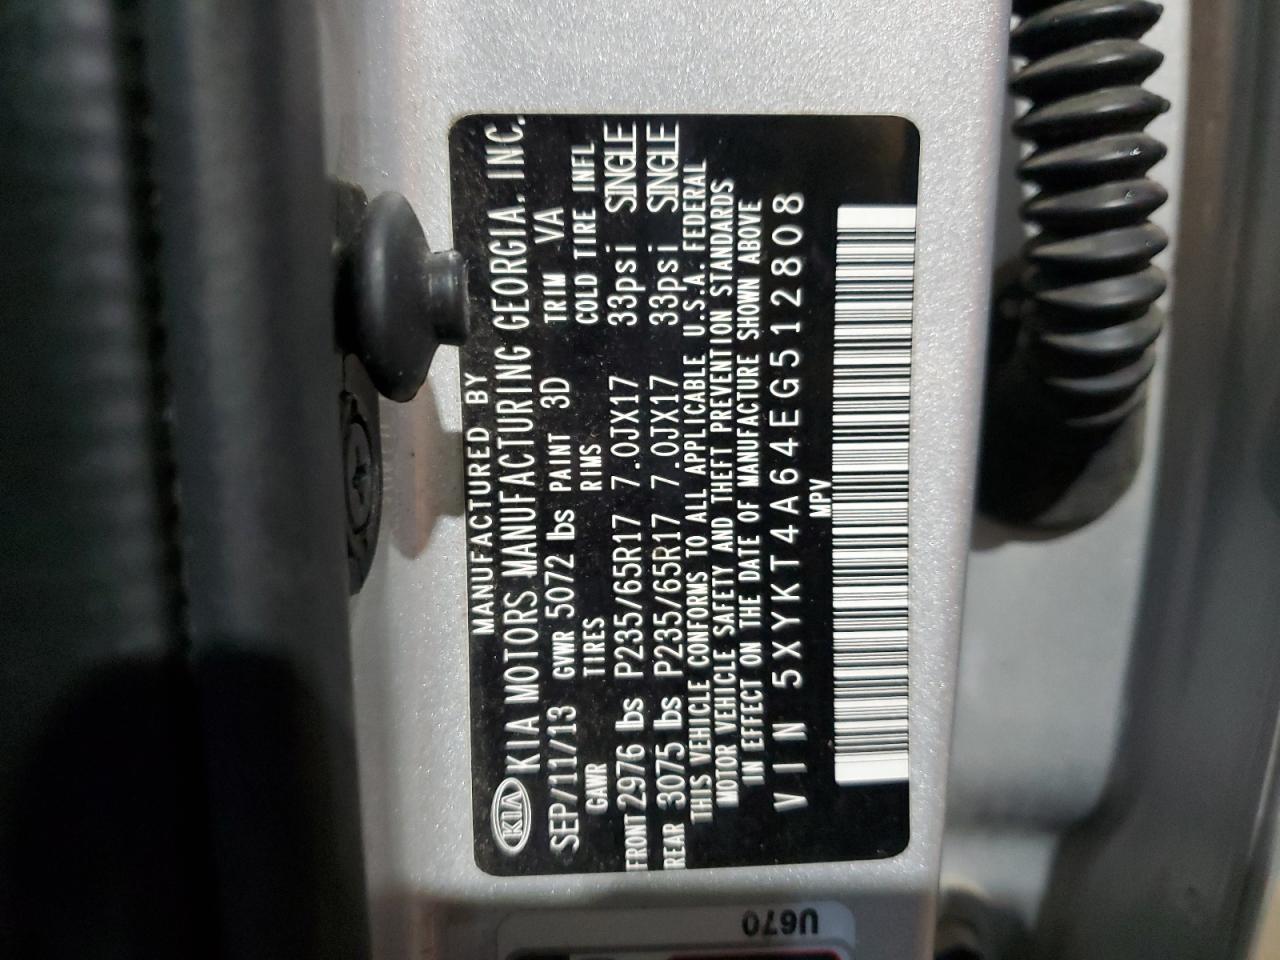 MANUFACTURED BY
KIA KIA MOTORS MANUFACTURING GEORGIA, INC.
SEP/11/13 GVWR 5072 lbs PAINT 3D TRIM VA
GAWR TIRES RIMS COLD TIRE INFL
FRONT 2976 lbs P235/65R17 7.0JX17 33psi SINGLE
REAR 3075 lbs P235/65R17 7.0JX17 33psi SINGLE
THIS VEHICLE CONFORMS TO ALL APPLICABLE U.S.A. FEDERAL
MOTOR VEHICLE SAFETY AND THEFT PREVENTION STANDARDS
IN EFFECT ON THE DATE OF MANUFACTURE SHOWN ABOVE
VIN 5XYKT4A64EG512808
MPV
U670